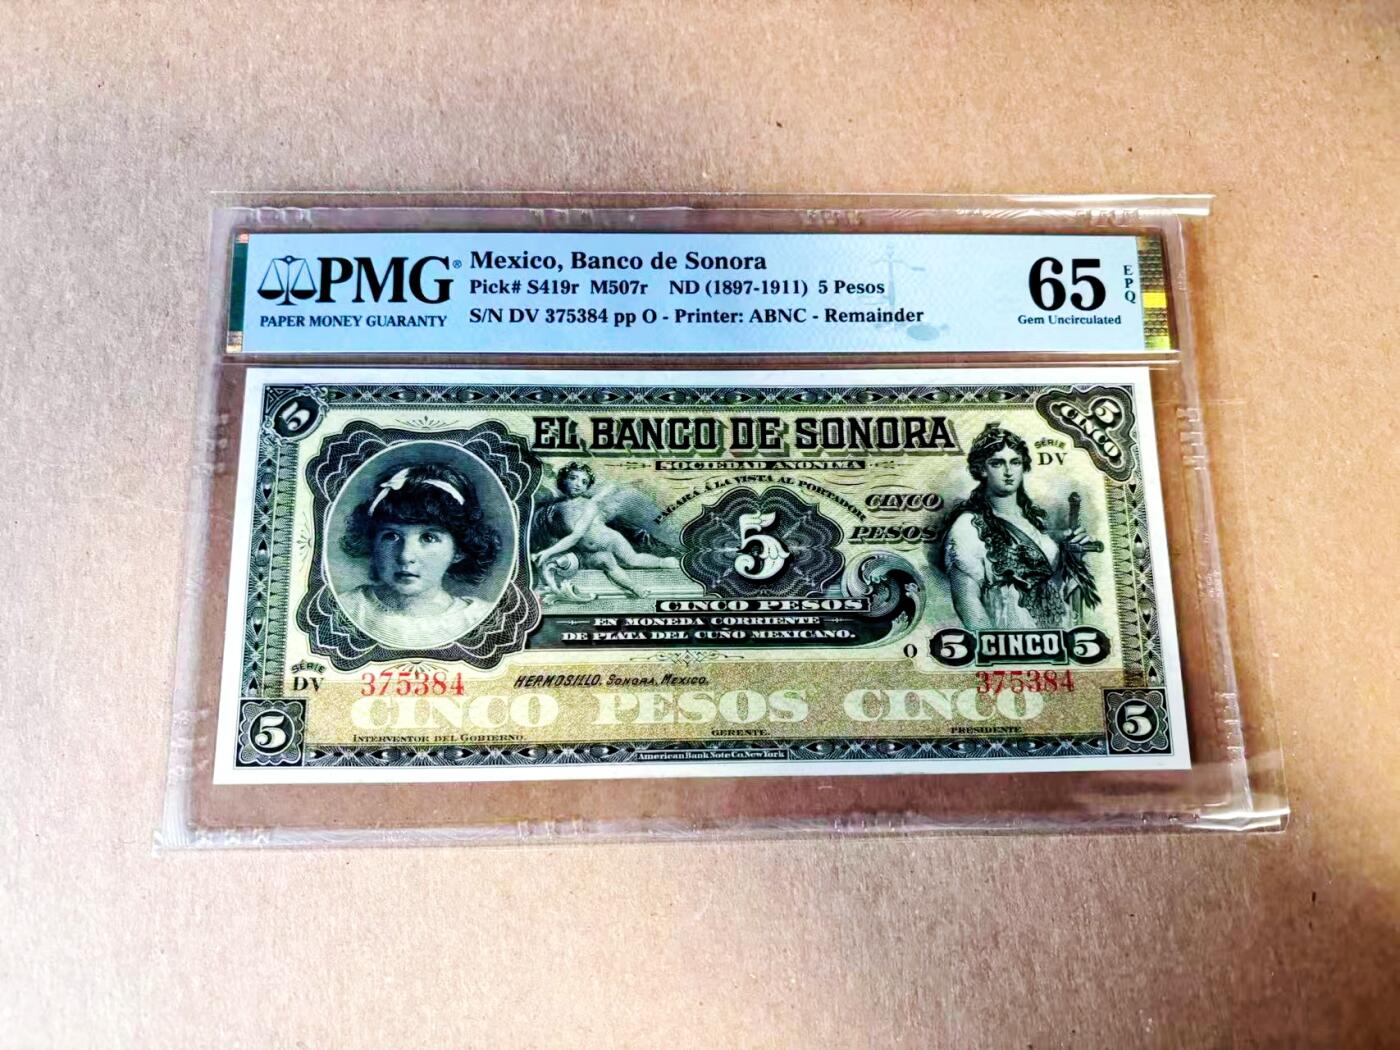 PMG®
PAPER MONEY GUARANTY
Mexico, Banco de Sonora
Pick# S419r M507r ND (1897-1911) 5 Pesos
S/N DV 375384 pp O - Printer: ABNC - Remainder
65
EPQ
Gem Uncirculated
5
EL BANCO DE SONORA
SOCIEDAD ANONIMA
PAGARÁ Á LA VISTA AL PORTADOR
5
CINCO
SÉRIE
DV
CINCO
PESOS
5
CINCO PESOS
EN MONEDA CORRIENTE
DE PLATA DEL CUÑO MEXICANO.
O
5 CINCO 5
SÉRIE
DV
375384
HERMOSILLO, SONORA, MEXICO.
375384
CINCO PESOS CINCO
5
INTERVENTOR DEL GOBIERNO.
GERENTE.
PRESIDENTE
5
American Bank Note Co. New York